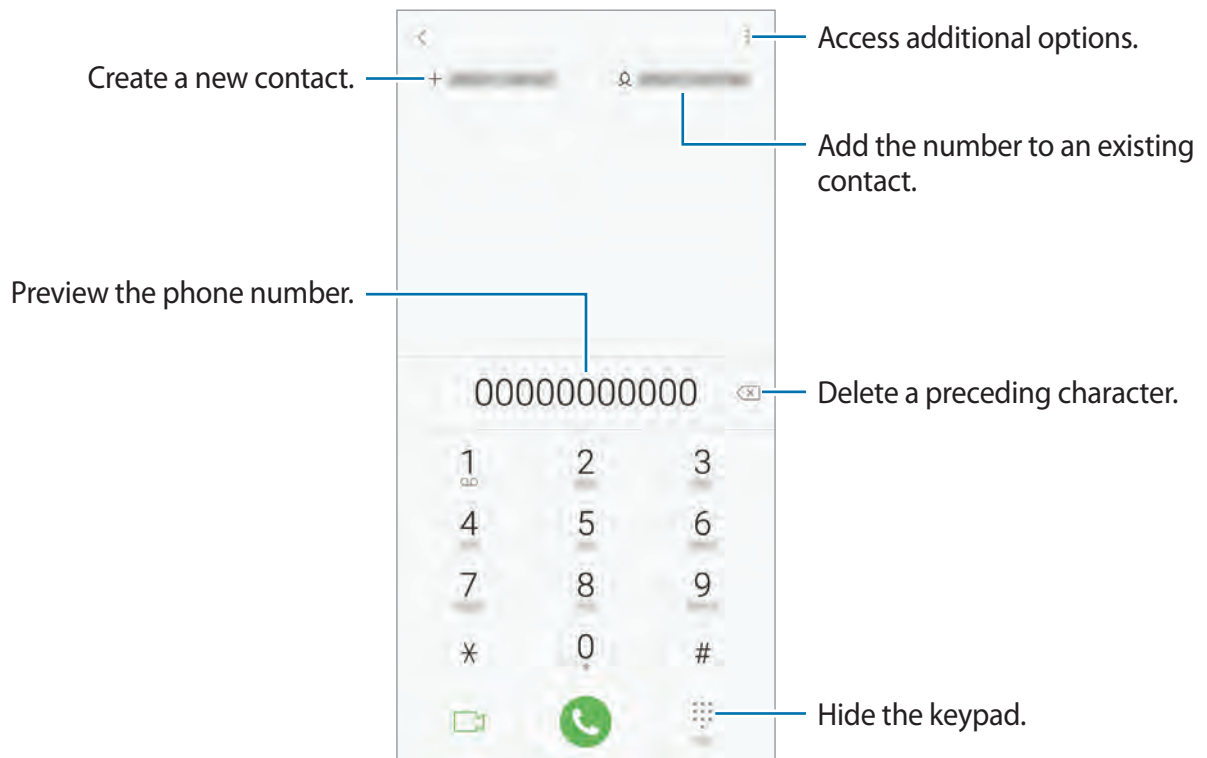 Access additional options.
Create a new contact.
Add the number to an existing
contact.
Preview the phone number.
00000000000
Delete a preceding character.
1 2 3
4 5 6
7 8 9
* 0 #
Hide the keypad.